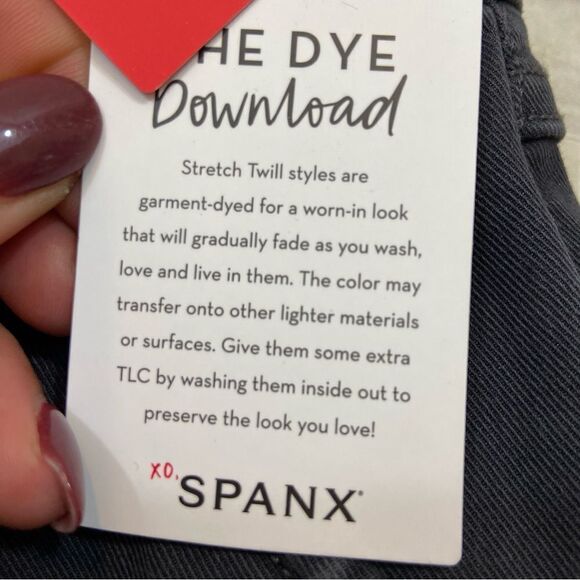 HE DYE
Download
Stretch Twill styles are
garment-dyed for a worn-in look
that will gradually fade as you wash,
love and live in them. The color may
transfer onto other lighter materials
or surfaces. Give them some extra
TLC by washing them inside out to
preserve the look you love!
XO,
SPANX®